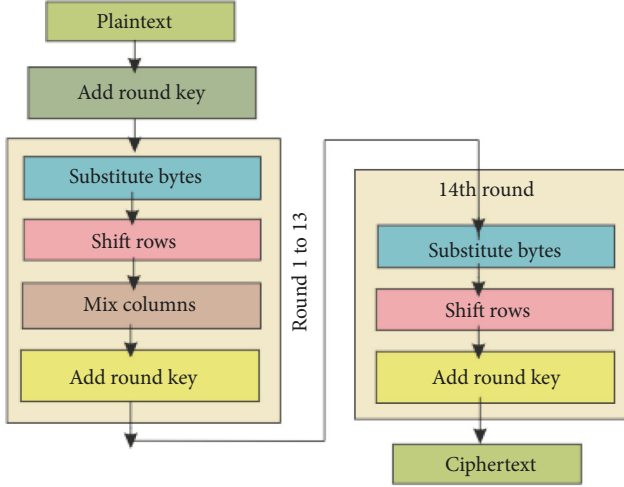 Plaintext
Add round key
Substitute bytes
Shift rows
Mix columns
Add round key
Round 1 to 13
14th round
Substitute bytes
Shift rows
Add round key
Ciphertext